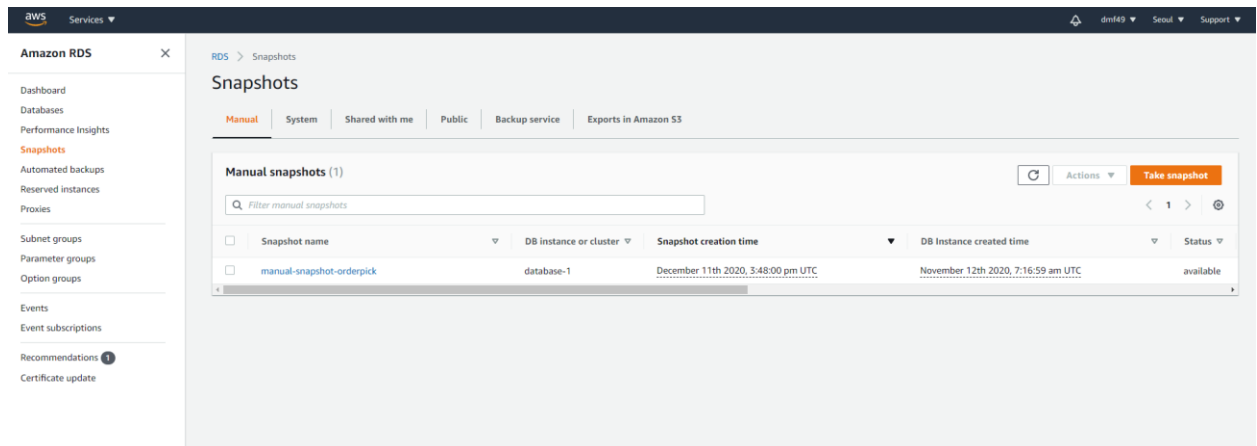 aws Services dmf49 Seoul Support
Amazon RDS
Dashboard
Databases
Performance Insights
Snapshots
Automated backups
Reserved instances
Proxies
Subnet groups
Parameter groups
Option groups
Events
Event subscriptions
Recommendations 1
Certificate update
RDS > Snapshots
Snapshots
Manual System Shared with me Public Backup service Exports in Amazon S3
Manual snapshots (1) Actions Take snapshot
Filter manual snapshots < 1 >
Snapshot name DB instance or cluster Snapshot creation time DB Instance created time Status
manual-snapshot-orderpick database-1 December 11th 2020, 3:48:00 pm UTC November 12th 2020, 7:16:59 am UTC available